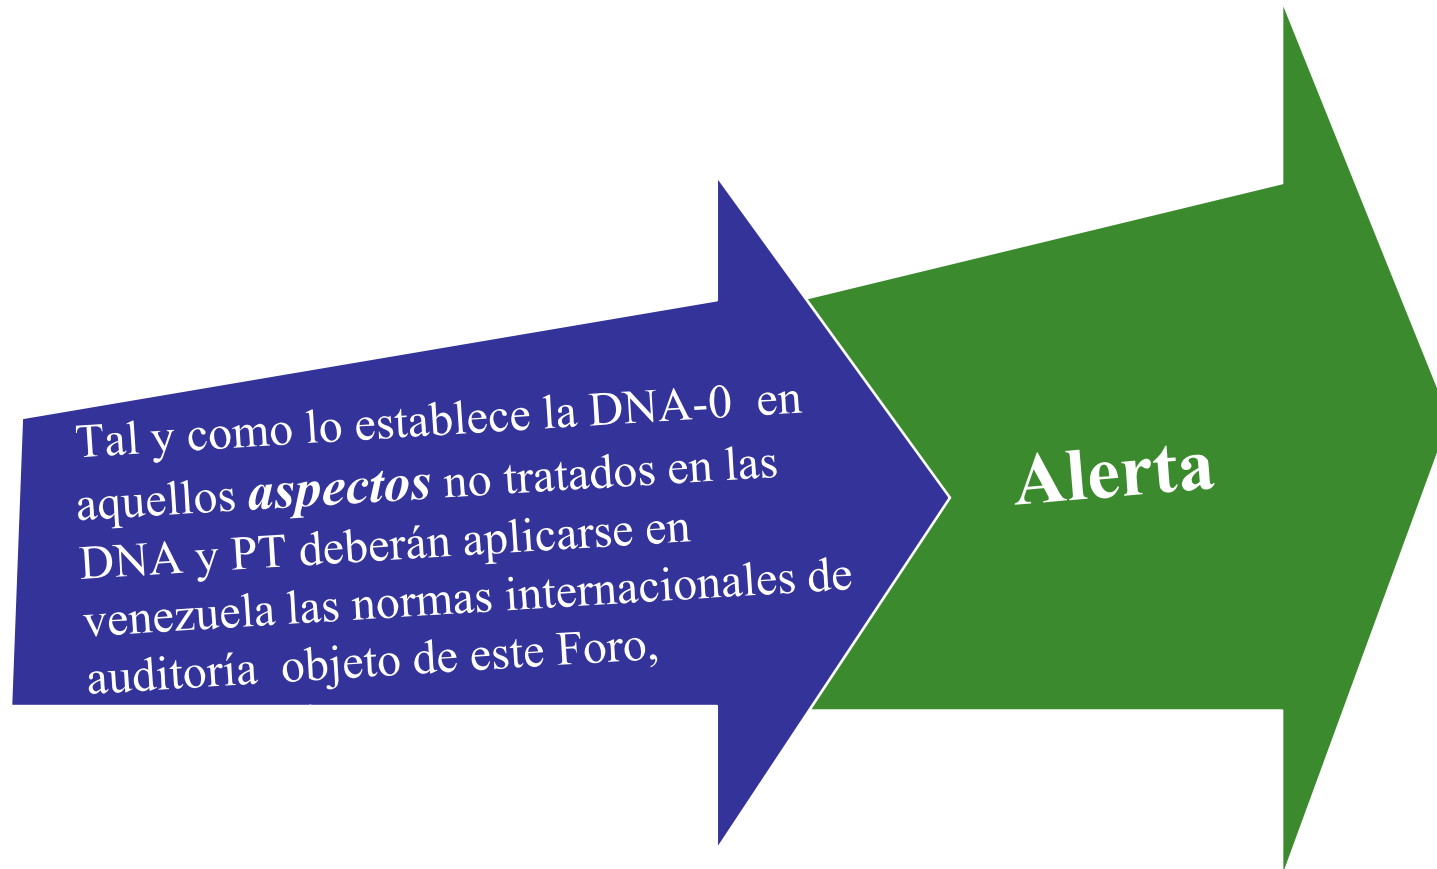 Tal y como lo establece la DNA-0 en
aquellos aspectos no tratados en las
DNA y PT deberán aplicarse en
venezuela las normas internacionales de
auditoría objeto de este Foro,
Alerta